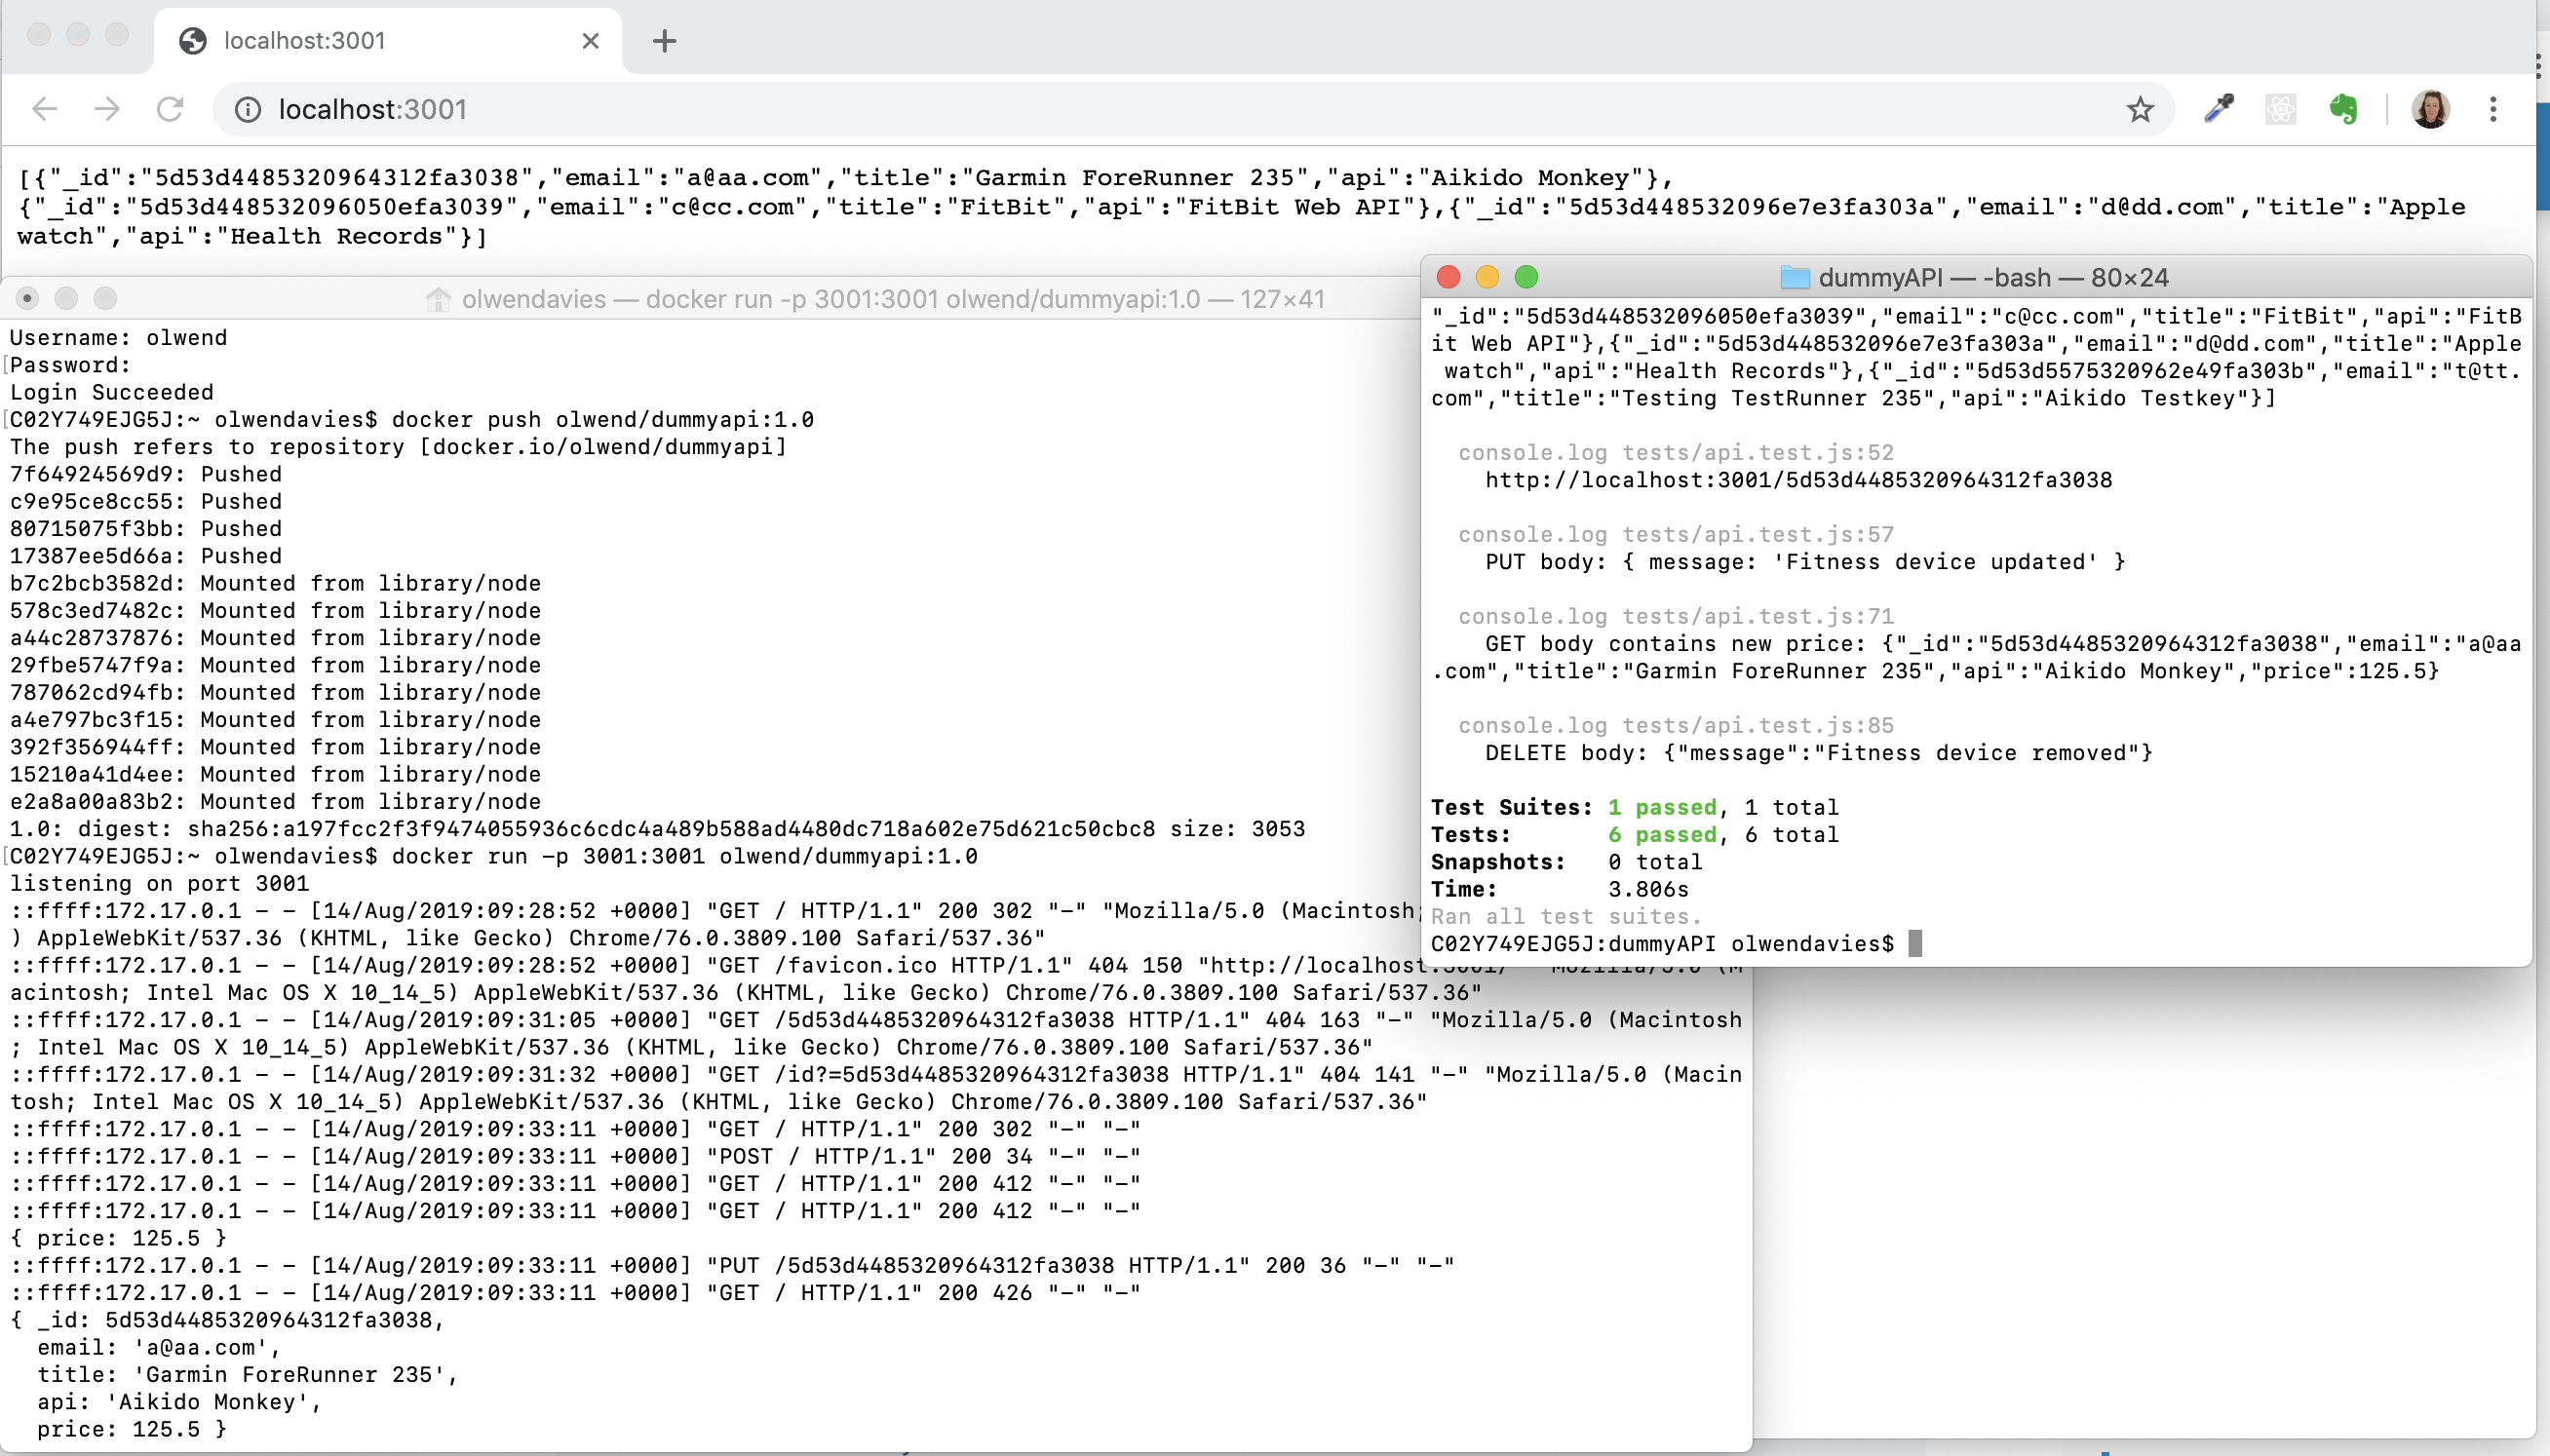 localhost:3001
localhost:3001
[{"_id":"5d53d4485320964312fa3038","email":"a@aa.com","title":"Garmin ForeRunner 235","api":"Aikido Monkey"},
{"_id":"5d53d448532096050efa3039","email":"c@cc.com","title":"FitBit","api":"FitBit Web API"},{"_id":"5d53d448532096e7e3fa303a","email":"d@dd.com","title":"Apple
watch","api":"Health Records"}]
olwendavies — docker run -p 3001:3001 olwend/dummyapi:1.0 — 127×41
Username: olwend
[Password:
Login Succeeded
[C02Y749EJG5J:~ olwendavies$ docker push olwend/dummyapi:1.0
The push refers to repository [docker.io/olwend/dummyapi]
7f64924569d9: Pushed
c9e95ce8cc55: Pushed
80715075f3bb: Pushed
17387ee5d66a: Pushed
b7c2bcb3582d: Mounted from library/node
578c3ed7482c: Mounted from library/node
a44c28737876: Mounted from library/node
29fbe5747f9a: Mounted from library/node
787062cd94fb: Mounted from library/node
a4e797bc3f15: Mounted from library/node
392f356944ff: Mounted from library/node
15210a41d4ee: Mounted from library/node
e2a8a00a83b2: Mounted from library/node
1.0: digest: sha256:a197fcc2f3f9474055936c6cdc4a489b588ad4480dc718a602e75d621c50cbc8 size: 3053
[C02Y749EJG5J:~ olwendavies$ docker run -p 3001:3001 olwend/dummyapi:1.0
listening on port 3001
::ffff:172.17.0.1 - - [14/Aug/2019:09:28:52 +0000] "GET / HTTP/1.1" 200 302 "-" "Mozilla/5.0 (Macintosh;
) AppleWebKit/537.36 (KHTML, like Gecko) Chrome/76.0.3809.100 Safari/537.36"
::ffff:172.17.0.1 - - [14/Aug/2019:09:28:52 +0000] "GET /favicon.ico HTTP/1.1" 404 150 "http://localhost:3001/" "Mozilla/5.0 (M
acintosh; Intel Mac OS X 10_14_5) AppleWebKit/537.36 (KHTML, like Gecko) Chrome/76.0.3809.100 Safari/537.36"
::ffff:172.17.0.1 - - [14/Aug/2019:09:31:05 +0000] "GET /5d53d4485320964312fa3038 HTTP/1.1" 404 163 "-" "Mozilla/5.0 (Macintosh
; Intel Mac OS X 10_14_5) AppleWebKit/537.36 (KHTML, like Gecko) Chrome/76.0.3809.100 Safari/537.36"
::ffff:172.17.0.1 - - [14/Aug/2019:09:31:32 +0000] "GET /id?=5d53d4485320964312fa3038 HTTP/1.1" 404 141 "-" "Mozilla/5.0 (Macin
tosh; Intel Mac OS X 10_14_5) AppleWebKit/537.36 (KHTML, like Gecko) Chrome/76.0.3809.100 Safari/537.36"
::ffff:172.17.0.1 - - [14/Aug/2019:09:33:11 +0000] "GET / HTTP/1.1" 200 302 "-" "-"
::ffff:172.17.0.1 - - [14/Aug/2019:09:33:11 +0000] "POST / HTTP/1.1" 200 34 "-" "-"
::ffff:172.17.0.1 - - [14/Aug/2019:09:33:11 +0000] "GET / HTTP/1.1" 200 412 "-" "-"
::ffff:172.17.0.1 - - [14/Aug/2019:09:33:11 +0000] "GET / HTTP/1.1" 200 412 "-" "-"
{ price: 125.5 }
::ffff:172.17.0.1 - - [14/Aug/2019:09:33:11 +0000] "PUT /5d53d4485320964312fa3038 HTTP/1.1" 200 36 "-" "-"
::ffff:172.17.0.1 - - [14/Aug/2019:09:33:11 +0000] "GET / HTTP/1.1" 200 426 "-" "-"
{ _id: 5d53d4485320964312fa3038,
email: 'a@aa.com',
title: 'Garmin ForeRunner 235',
api: 'Aikido Monkey',
price: 125.5 }
dummyAPI — -bash — 80×24
"_id":"5d53d448532096050efa3039","email":"c@cc.com","title":"FitBit","api":"FitB
it Web API"},{"_id":"5d53d448532096e7e3fa303a","email":"d@dd.com","title":"Apple
watch","api":"Health Records"},{"_id":"5d53d5575320962e49fa303b","email":"t@tt.
com","title":"Testing TestRunner 235","api":"Aikido Testkey"}]
console.log tests/api.test.js:52
http://localhost:3001/5d53d4485320964312fa3038
console.log tests/api.test.js:57
PUT body: { message: 'Fitness device updated' }
console.log tests/api.test.js:71
GET body contains new price: {"_id":"5d53d4485320964312fa3038","email":"a@aa
.com","title":"Garmin ForeRunner 235","api":"Aikido Monkey","price":125.5}
console.log tests/api.test.js:85
DELETE body: {"message":"Fitness device removed"}
Test Suites: 1 passed, 1 total
Tests: 6 passed, 6 total
Snapshots: 0 total
Time: 3.806s
Ran all test suites.
C02Y749EJG5J:dummyAPI olwendavies$